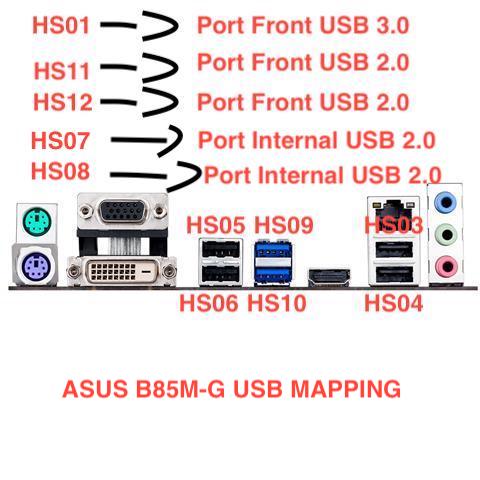 HS01 Port Front USB 3.0
HS11 Port Front USB 2.0
HS12 Port Front USB 2.0
HS07 Port Internal USB 2.0
HS08 Port Internal USB 2.0
HS05 HS09 HS03
HS06 HS10 HS04
ASUS B85M-G USB MAPPING